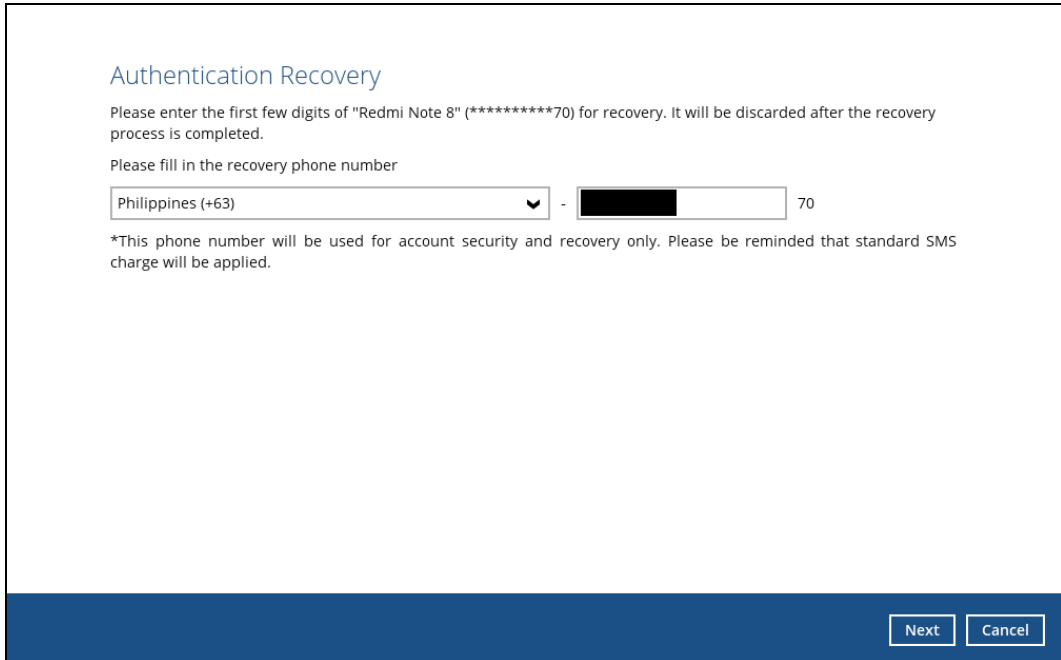 Authentication Recovery
Please enter the first few digits of "Redmi Note 8" (**********70) for recovery. It will be discarded after the recovery
process is completed.
Please fill in the recovery phone number
Philippines (+63) - 70
*This phone number will be used for account security and recovery only. Please be reminded that standard SMS
charge will be applied.
Next Cancel